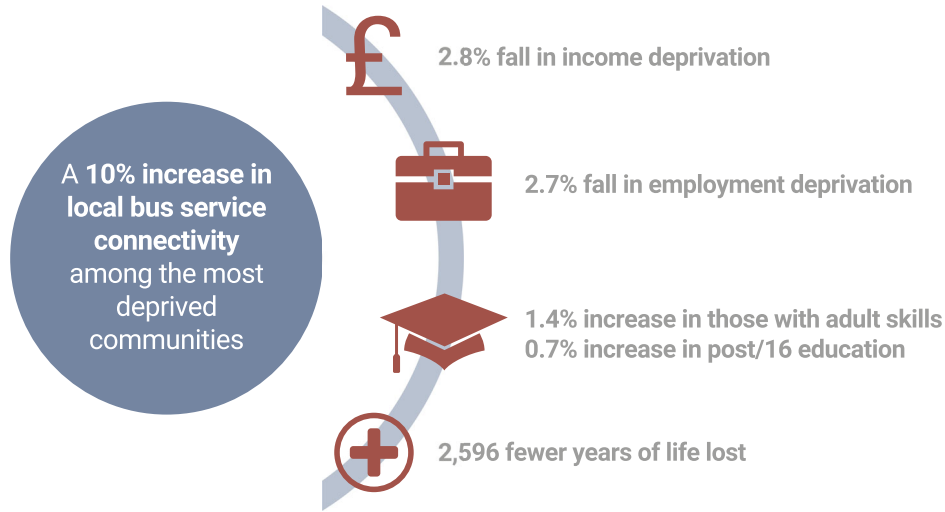 A 10% increase in
local bus service
connectivity
among the most
deprived
communities
£
2.8% fall in income deprivation
2.7% fall in employment deprivation
1.4% increase in those with adult skills
0.7% increase in post/16 education
2,596 fewer years of life lost